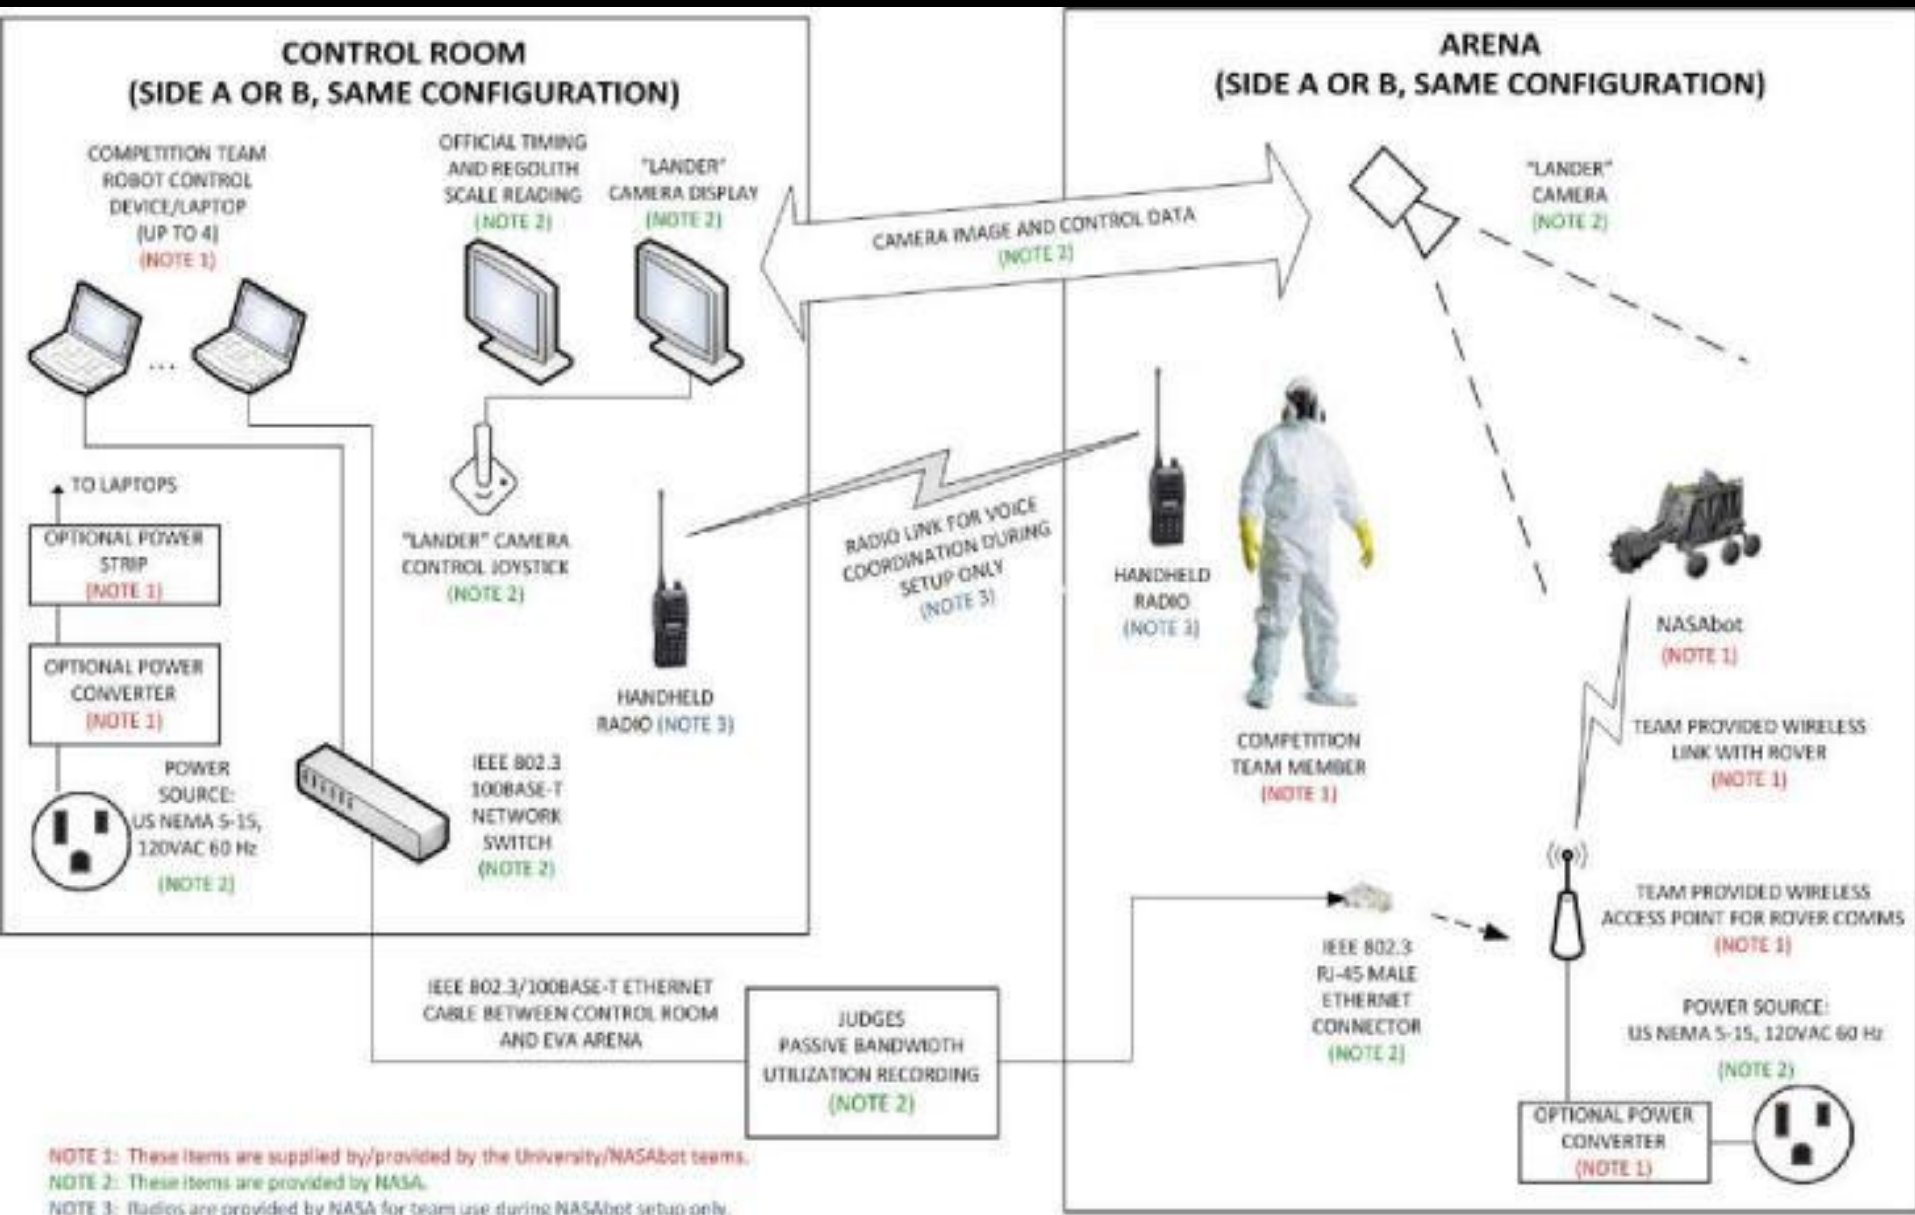 CONTROL ROOM
(SIDE A OR B, SAME CONFIGURATION)
COMPETITION TEAM
ROBOT CONTROL
DEVICE/LAPTOP
(UP TO 4)
(NOTE 1)
OFFICIAL TIMING
AND REGOLITH
SCALE READING
(NOTE 2)
"LANDER"
CAMERA DISPLAY
(NOTE 2)
...
TO LAPTOPS
OPTIONAL POWER
STRIP
(NOTE 1)
OPTIONAL POWER
CONVERTER
(NOTE 1)
POWER
SOURCE:
US NEMA 5-15,
120VAC 60 Hz
(NOTE 2)
"LANDER" CAMERA
CONTROL JOYSTICK
(NOTE 2)
HANDHELD
RADIO (NOTE 3)
IEEE 802.3
100BASE-T
NETWORK
SWITCH
(NOTE 2)
CAMERA IMAGE AND CONTROL DATA
(NOTE 2)
RADIO LINK FOR VOICE
COORDINATION DURING
SETUP ONLY
(NOTE 3)
ARENA
(SIDE A OR B, SAME CONFIGURATION)
"LANDER"
CAMERA
(NOTE 2)
HANDHELD
RADIO
(NOTE 3)
COMPETITION
TEAM MEMBER
(NOTE 1)
NASAbot
(NOTE 1)
TEAM PROVIDED WIRELESS
LINK WITH ROVER
(NOTE 1)
TEAM PROVIDED WIRELESS
ACCESS POINT FOR ROVER COMMS
(NOTE 1)
IEEE 802.3
RJ-45 MALE
ETHERNET
CONNECTOR
(NOTE 2)
POWER SOURCE:
US NEMA 5-15, 120VAC 60 Hz
(NOTE 2)
OPTIONAL POWER
CONVERTER
(NOTE 1)
IEEE 802.3/100BASE-T ETHERNET
CABLE BETWEEN CONTROL ROOM
AND EVA ARENA
JUDGES
PASSIVE BANDWIDTH
UTILIZATION RECORDING
(NOTE 2)
NOTE 1: These items are supplied by/provided by the University/NASAbot teams.
NOTE 2: These items are provided by NASA.
NOTE 3: Radios are provided by NASA for team use during NASAbot setup only.